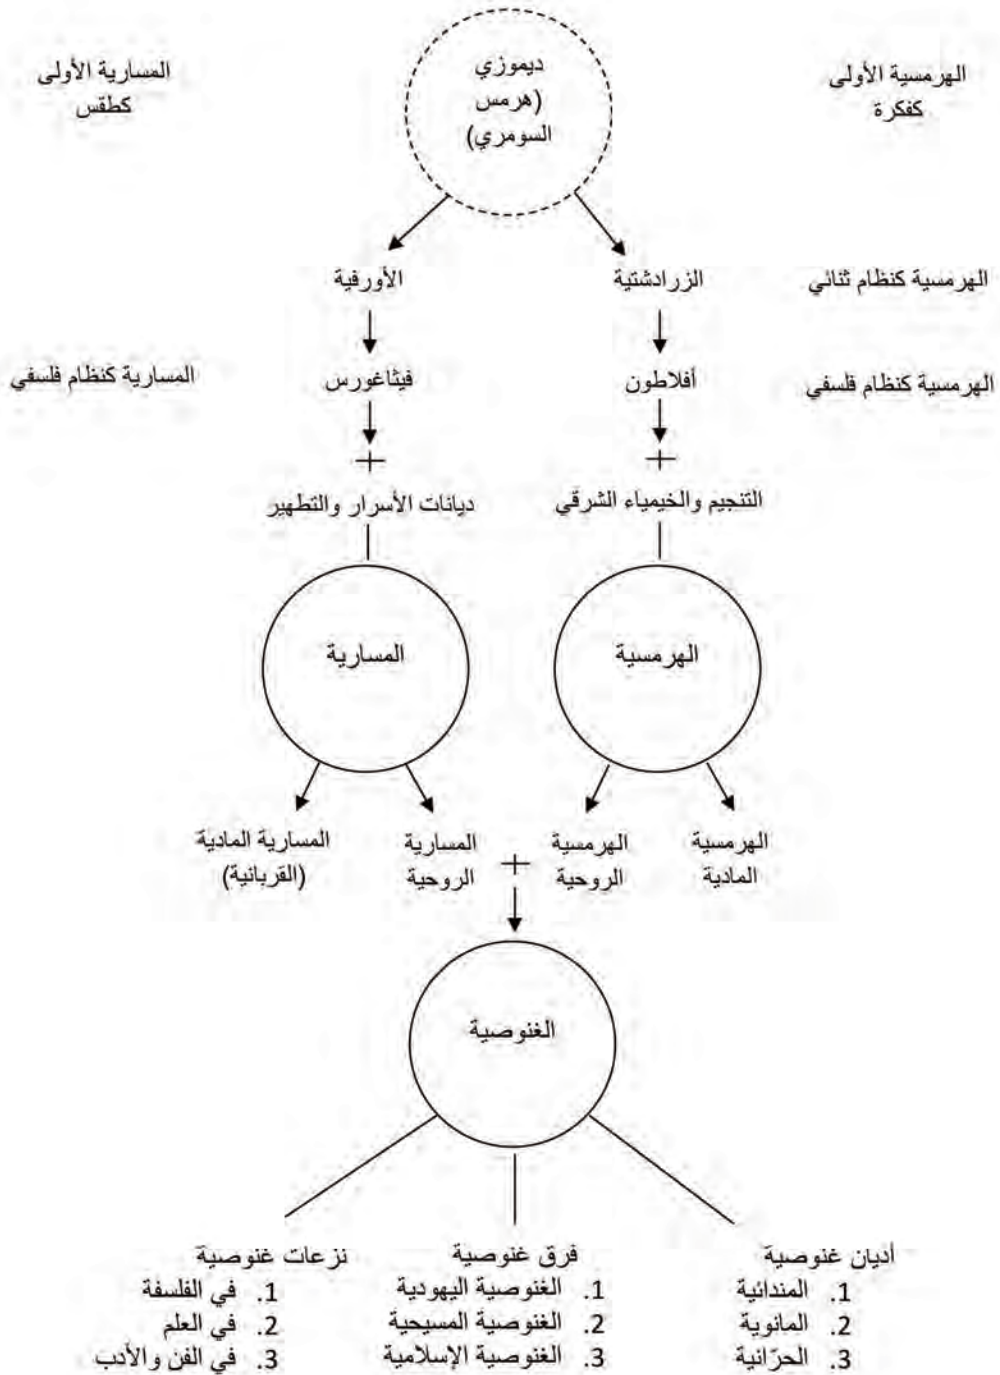 الهرمسية الأولى
كفكرة
ديموزي
(هرمس
السومري)
المسارية الأولى
كطقس
الهرمسية كنظام ثنائي
الزرادشتية
الأورفية
الهرمسية كنظام فلسفي
أفلاطون
فيثاغورس
المسارية كنظام فلسفي
+
+
التنجيم والخيمياء الشرقي
ديانات الأسرار والتطهير
الهرمسية
المسارية
الهرمسية
المادية
الهرمسية
الروحية
+
المسارية
الروحية
المسارية المادية
(القربانية)
الغنوصية
أديان غنوصية
1. المندائية
2. المانوية
3. الحرّانية
فرق غنوصية
1. الغنوصية اليهودية
2. الغنوصية المسيحية
3. الغنوصية الإسلامية
نزعات غنوصية
1. في الفلسفة
2. في العلم
3. في الفن والأدب